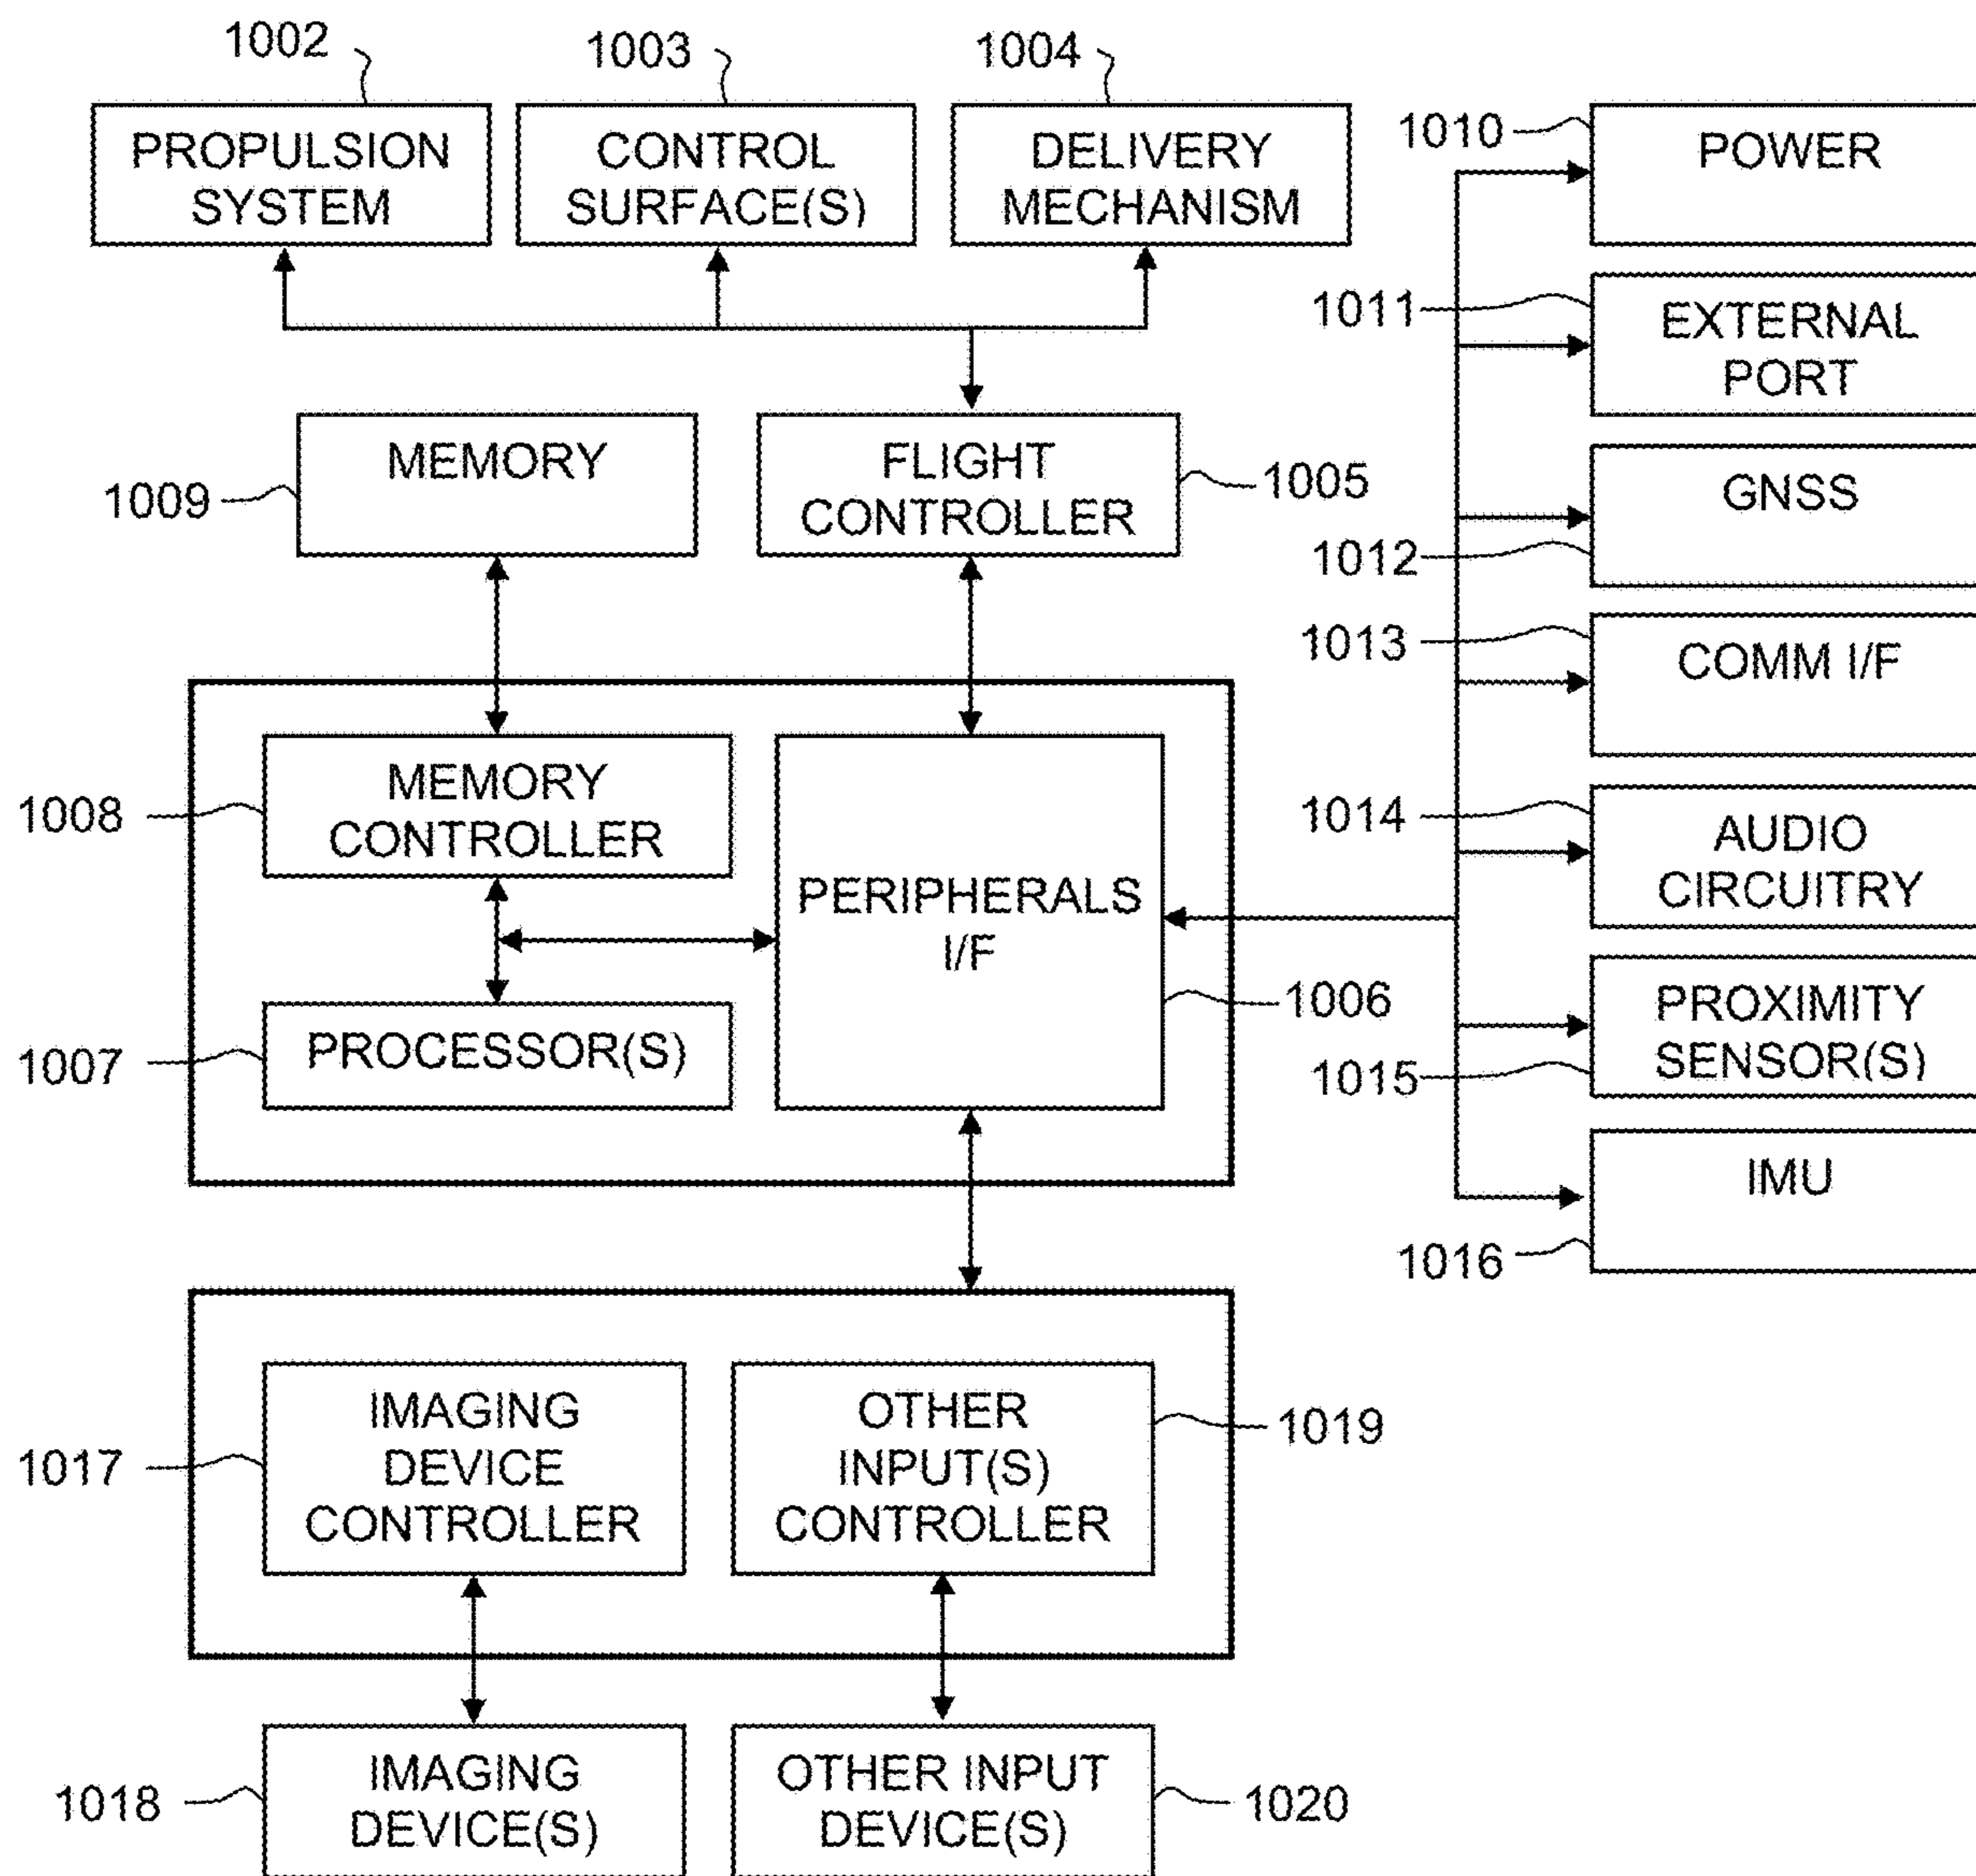 1002
1003
1004
PROPULSION
SYSTEM
CONTROL
SURFACE(S)
DELIVERY
MECHANISM
1010
POWER
1011
EXTERNAL
PORT
1009
MEMORY
FLIGHT
CONTROLLER
1005
GNSS
1012
1013
COMM I/F
1008
MEMORY
CONTROLLER
PERIPHERALS
I/F
1006
1014
AUDIO
CIRCUITRY
1007
PROCESSOR(S)
PROXIMITY
SENSOR(S)
1015
IMU
1016
1017
IMAGING
DEVICE
CONTROLLER
OTHER
INPUT(S)
CONTROLLER
1019
1018
IMAGING
DEVICE(S)
OTHER INPUT
DEVICE(S)
1020